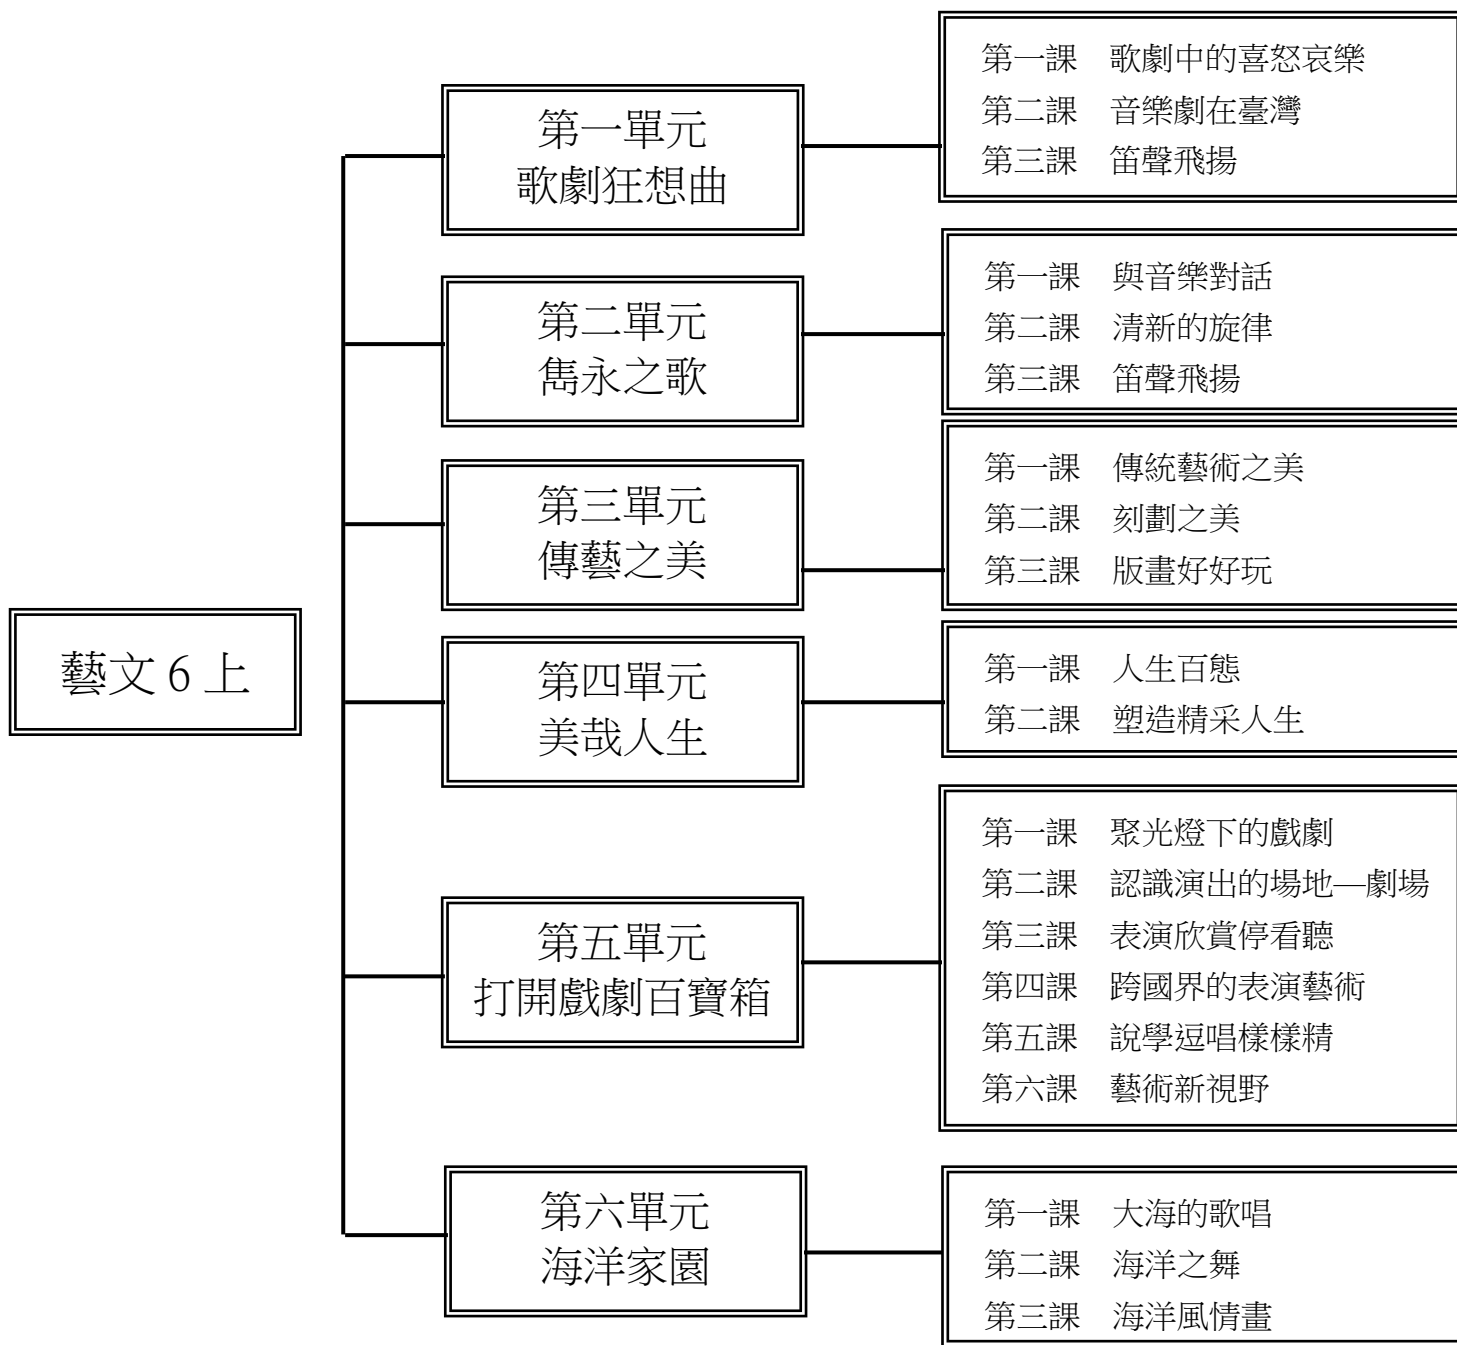 藝文 6 上
第一單元
歌劇狂想曲
第一課　歌劇中的喜怒哀樂
第二課　音樂劇在臺灣
第三課　笛聲飛揚
第二單元
雋永之歌
第一課　與音樂對話
第二課　清新的旋律
第三課　笛聲飛揚
第三單元
傳藝之美
第一課　傳統藝術之美
第二課　刻劃之美
第三課　版畫好好玩
第四單元
美哉人生
第一課　人生百態
第二課　塑造精采人生
第五單元
打開戲劇百寶箱
第一課　聚光燈下的戲劇
第二課　認識演出的場地—劇場
第三課　表演欣賞停看聽
第四課　跨國界的表演藝術
第五課　說學逗唱樣樣精
第六課　藝術新視野
第六單元
海洋家園
第一課　大海的歌唱
第二課　海洋之舞
第三課　海洋風情畫